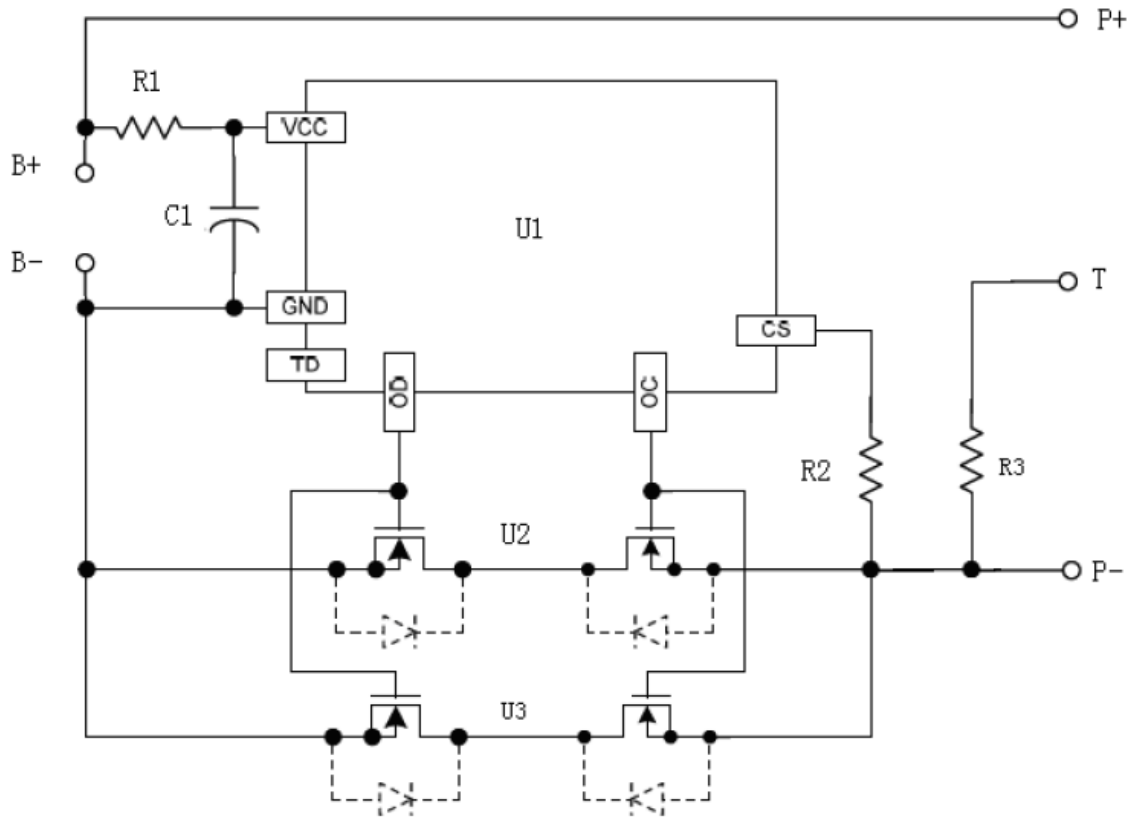 P+
R1
VCC
B+
C1
U1
B-
T
GND
CS
TD
OD
OC
R2
R3
U2
P-
U3